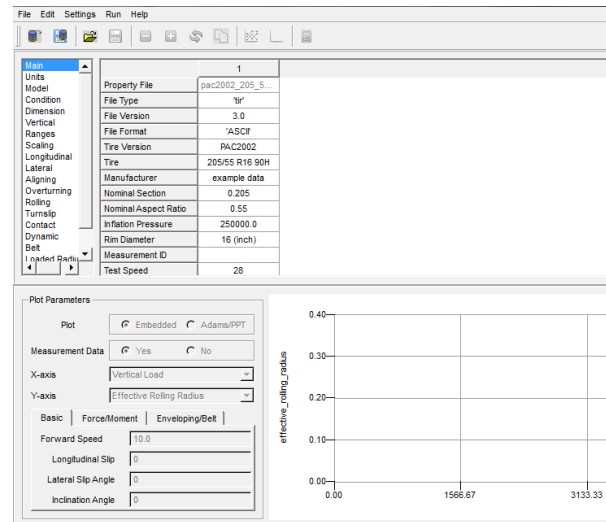 File Edit Settings Run Help
Main
Units
Model
Condition
Dimension
Vertical
Ranges
Scaling
Longitudinal
Lateral
Aligning
Overturning
Rolling
Turnslip
Contact
Dynamic
Belt
Loaded Radiu
1
Property File pac2002_205_5...
File Type 'tir'
File Version 3.0
File Format 'ASCII'
Tire Version PAC2002
Tire 205/55 R16 90H
Manufacturer example data
Nominal Section 0.205
Nominal Aspect Ratio 0.55
Inflation Pressure 250000.0
Rim Diameter 16 (inch)
Measurement ID
Test Speed 28
Plot Parameters
Plot Embedded Adams/PPT
Measurement Data Yes No
X-axis Vertical Load
Y-axis Effective Rolling Radius
Basic Force/Moment Enveloping/Belt
Forward Speed 10.0
Longitudinal Slip 0
Lateral Slip Angle 0
Inclination Angle 0
effective_rolling_radius
0.40
0.30
0.20
0.10
0.00
0.00 1566.67 3133.33